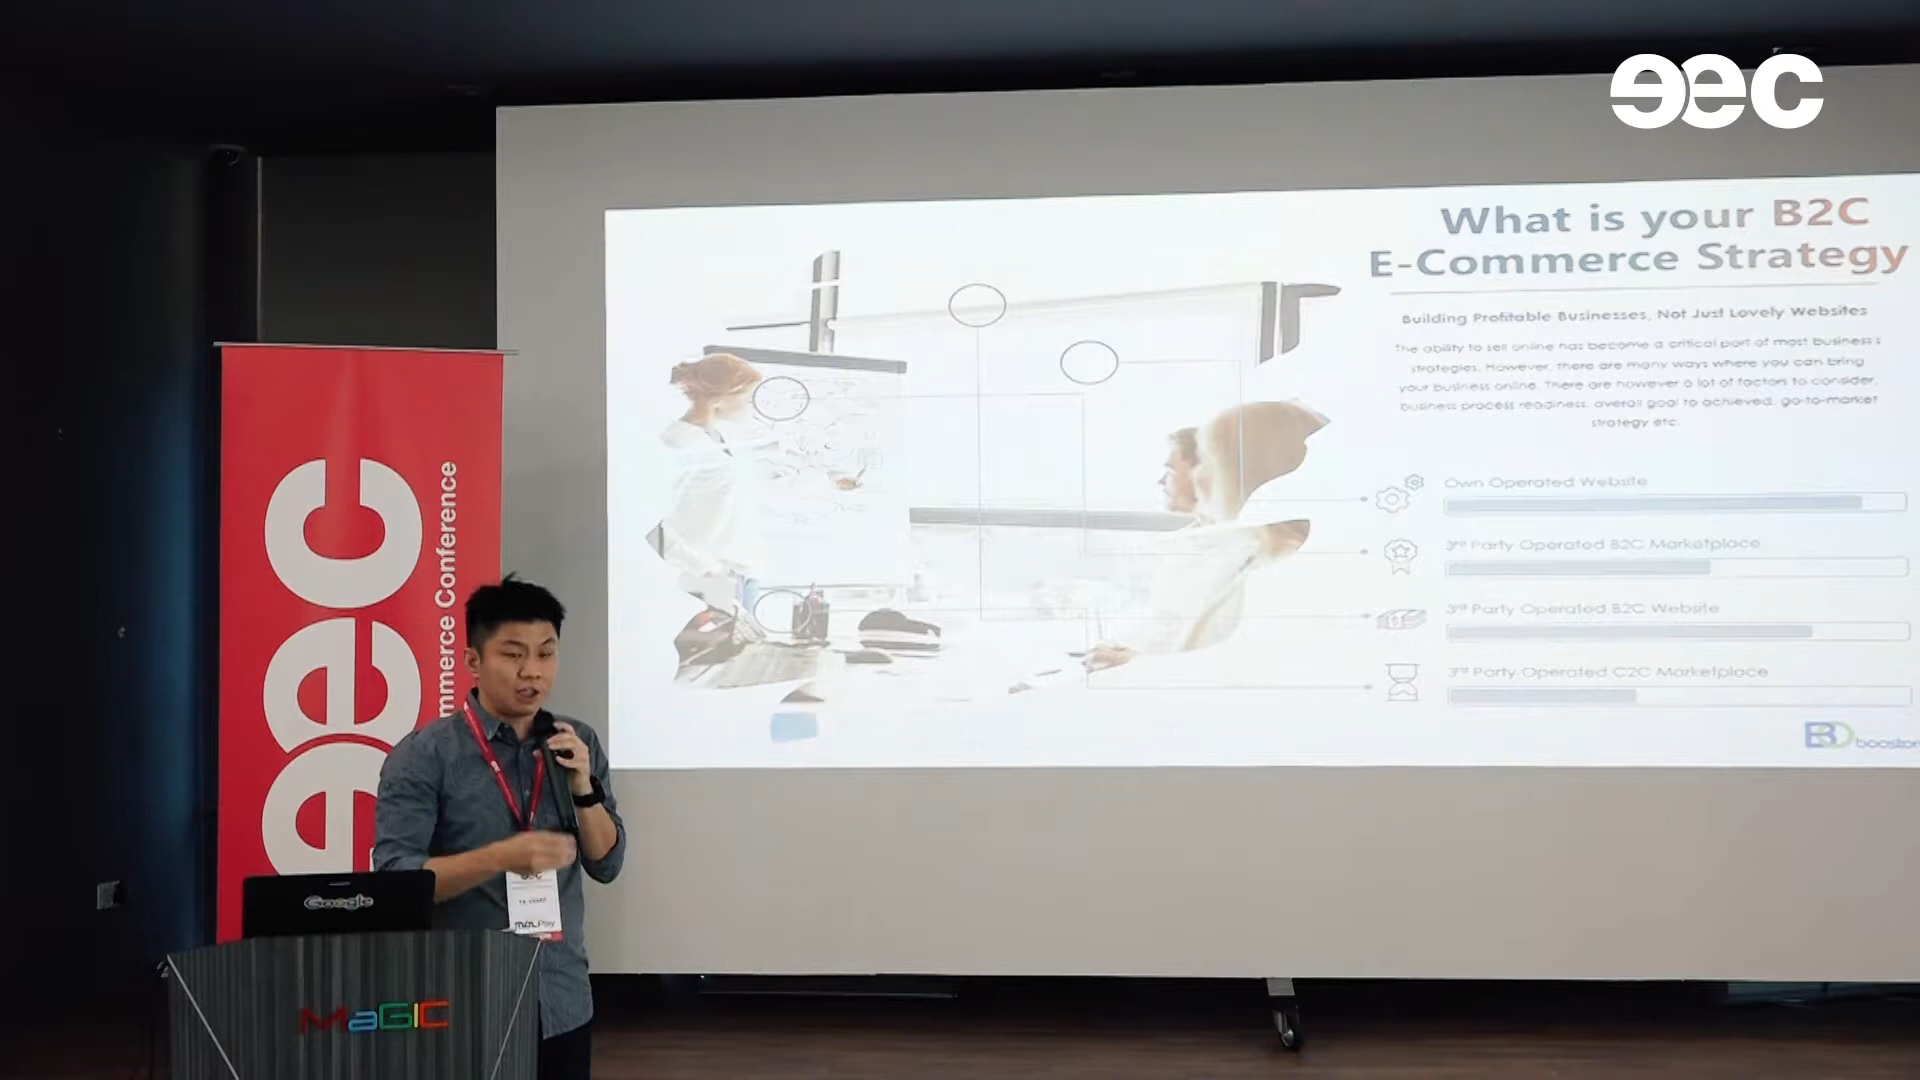 eec
What is your B2C
E-Commerce Strategy
Building Profitable Businesses, Not Just Lovely Websites
The ability to sell online has become a critical part of most business's
strategies. However, there are many ways where you can bring
your business online. There are however a lot of factors to consider,
business process readiness, overall goal to achieved, go-to-market
strategy etc.
Own Operated Website
3rd Party Operated B2C Marketplace
3rd Party Operated B2C Website
3rd Party Operated C2C Marketplace
eec
mmerce Conference
Google
MaGIC